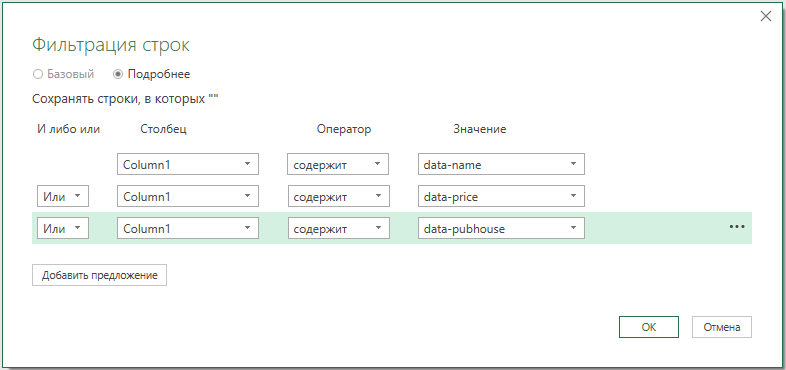 Фильтрация строк
Базовый Подробнее
Сохранять строки, в которых ""
И либо или Столбец Оператор Значение
Column1 содержит data-name
Или Column1 содержит data-price
Или Column1 содержит data-pubhouse
Добавить предложение
ОК Отмена